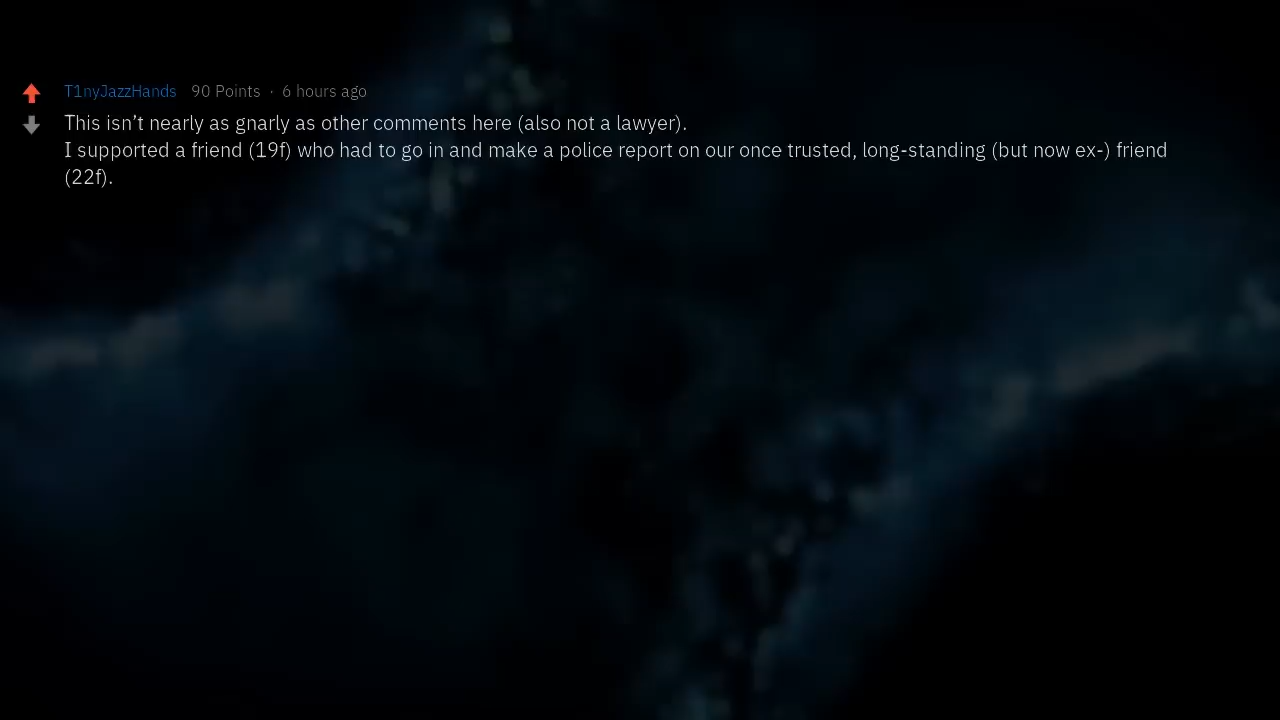 T1nyJazzHands 90 Points · 6 hours ago
This isn’t nearly as gnarly as other comments here (also not a lawyer).
I supported a friend (19f) who had to go in and make a police report on our once trusted, long-standing (but now ex-) friend
(22f).